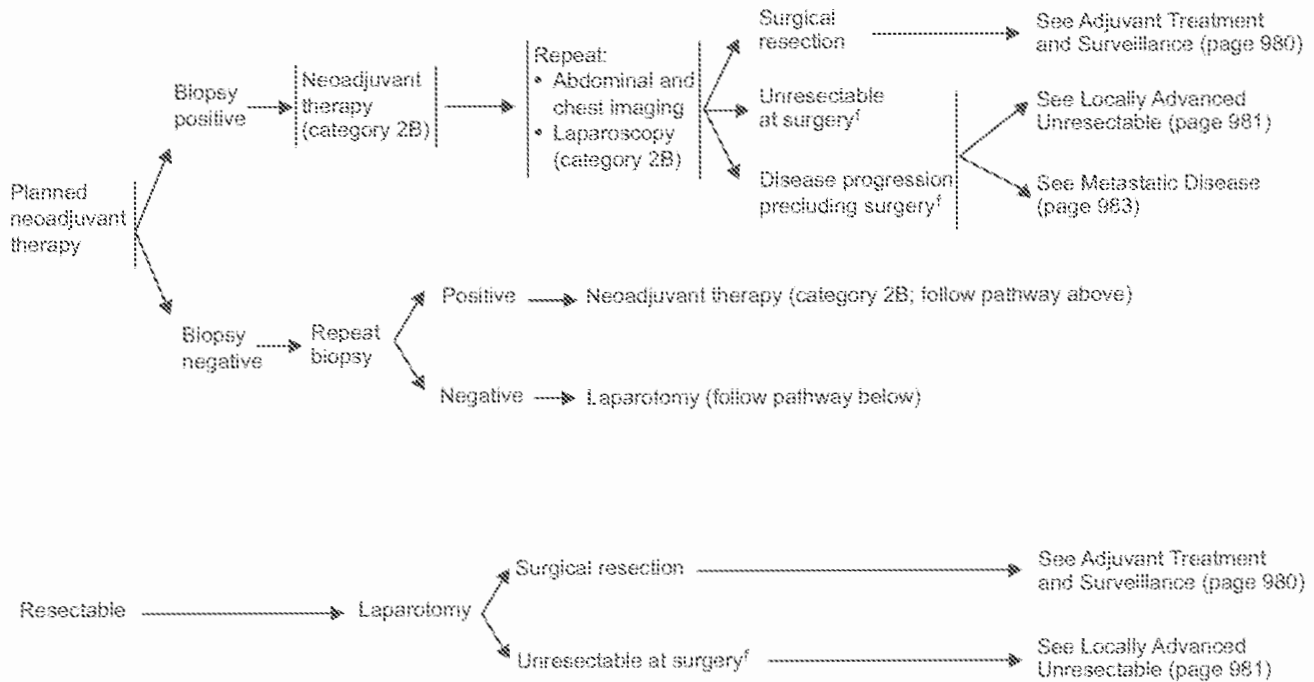 Planned
neoadjuvant
therapy
Biopsy
positive
Neoadjuvant
therapy
(category 2B)
Repeat:
• Abdominal and
chest imaging
• Laparoscopy
(category 2B)
Surgical
resection
See Adjuvant Treatment
and Surveillance (page 980)
Unresectable
at surgeryᶠ
Disease progression
precluding surgeryᶠ
See Locally Advanced
Unresectable (page 981)
See Metastatic Disease
(page 983)
Biopsy
negative
Repeat
biopsy
Positive
Neoadjuvant therapy (category 2B; follow pathway above)
Negative
Laparotomy (follow pathway below)
Resectable
Laparotomy
Surgical resection
See Adjuvant Treatment
and Surveillance (page 980)
Unresectable at surgeryᶠ
See Locally Advanced
Unresectable (page 981)